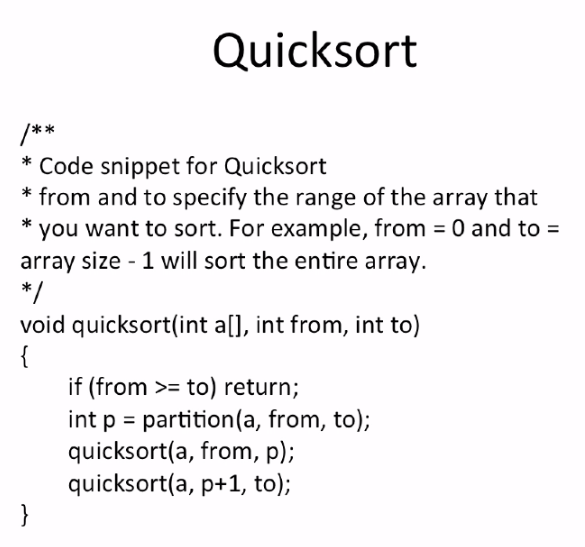 Quicksort
/**
* Code snippet for Quicksort
* from and to specify the range of the array that
* you want to sort. For example, from = 0 and to =
array size - 1 will sort the entire array.
*/
void quicksort(int a[], int from, int to)
{
if (from >= to) return;
int p = partition(a, from, to);
quicksort(a, from, p);
quicksort(a, p+1, to);
}